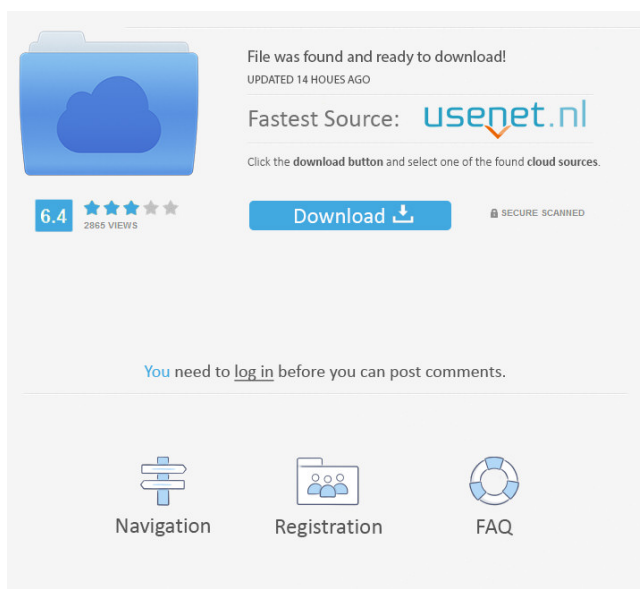 File was found and ready to download!
UPDATED 14 HOUES AGO
Fastest Source: usenet.nl
Click the download button and select one of the found cloud sources.
6.4
2865 VIEWS
Download
SECURE SCANNED
You need to log in before you can post comments.
Navigation
Registration
FAQ